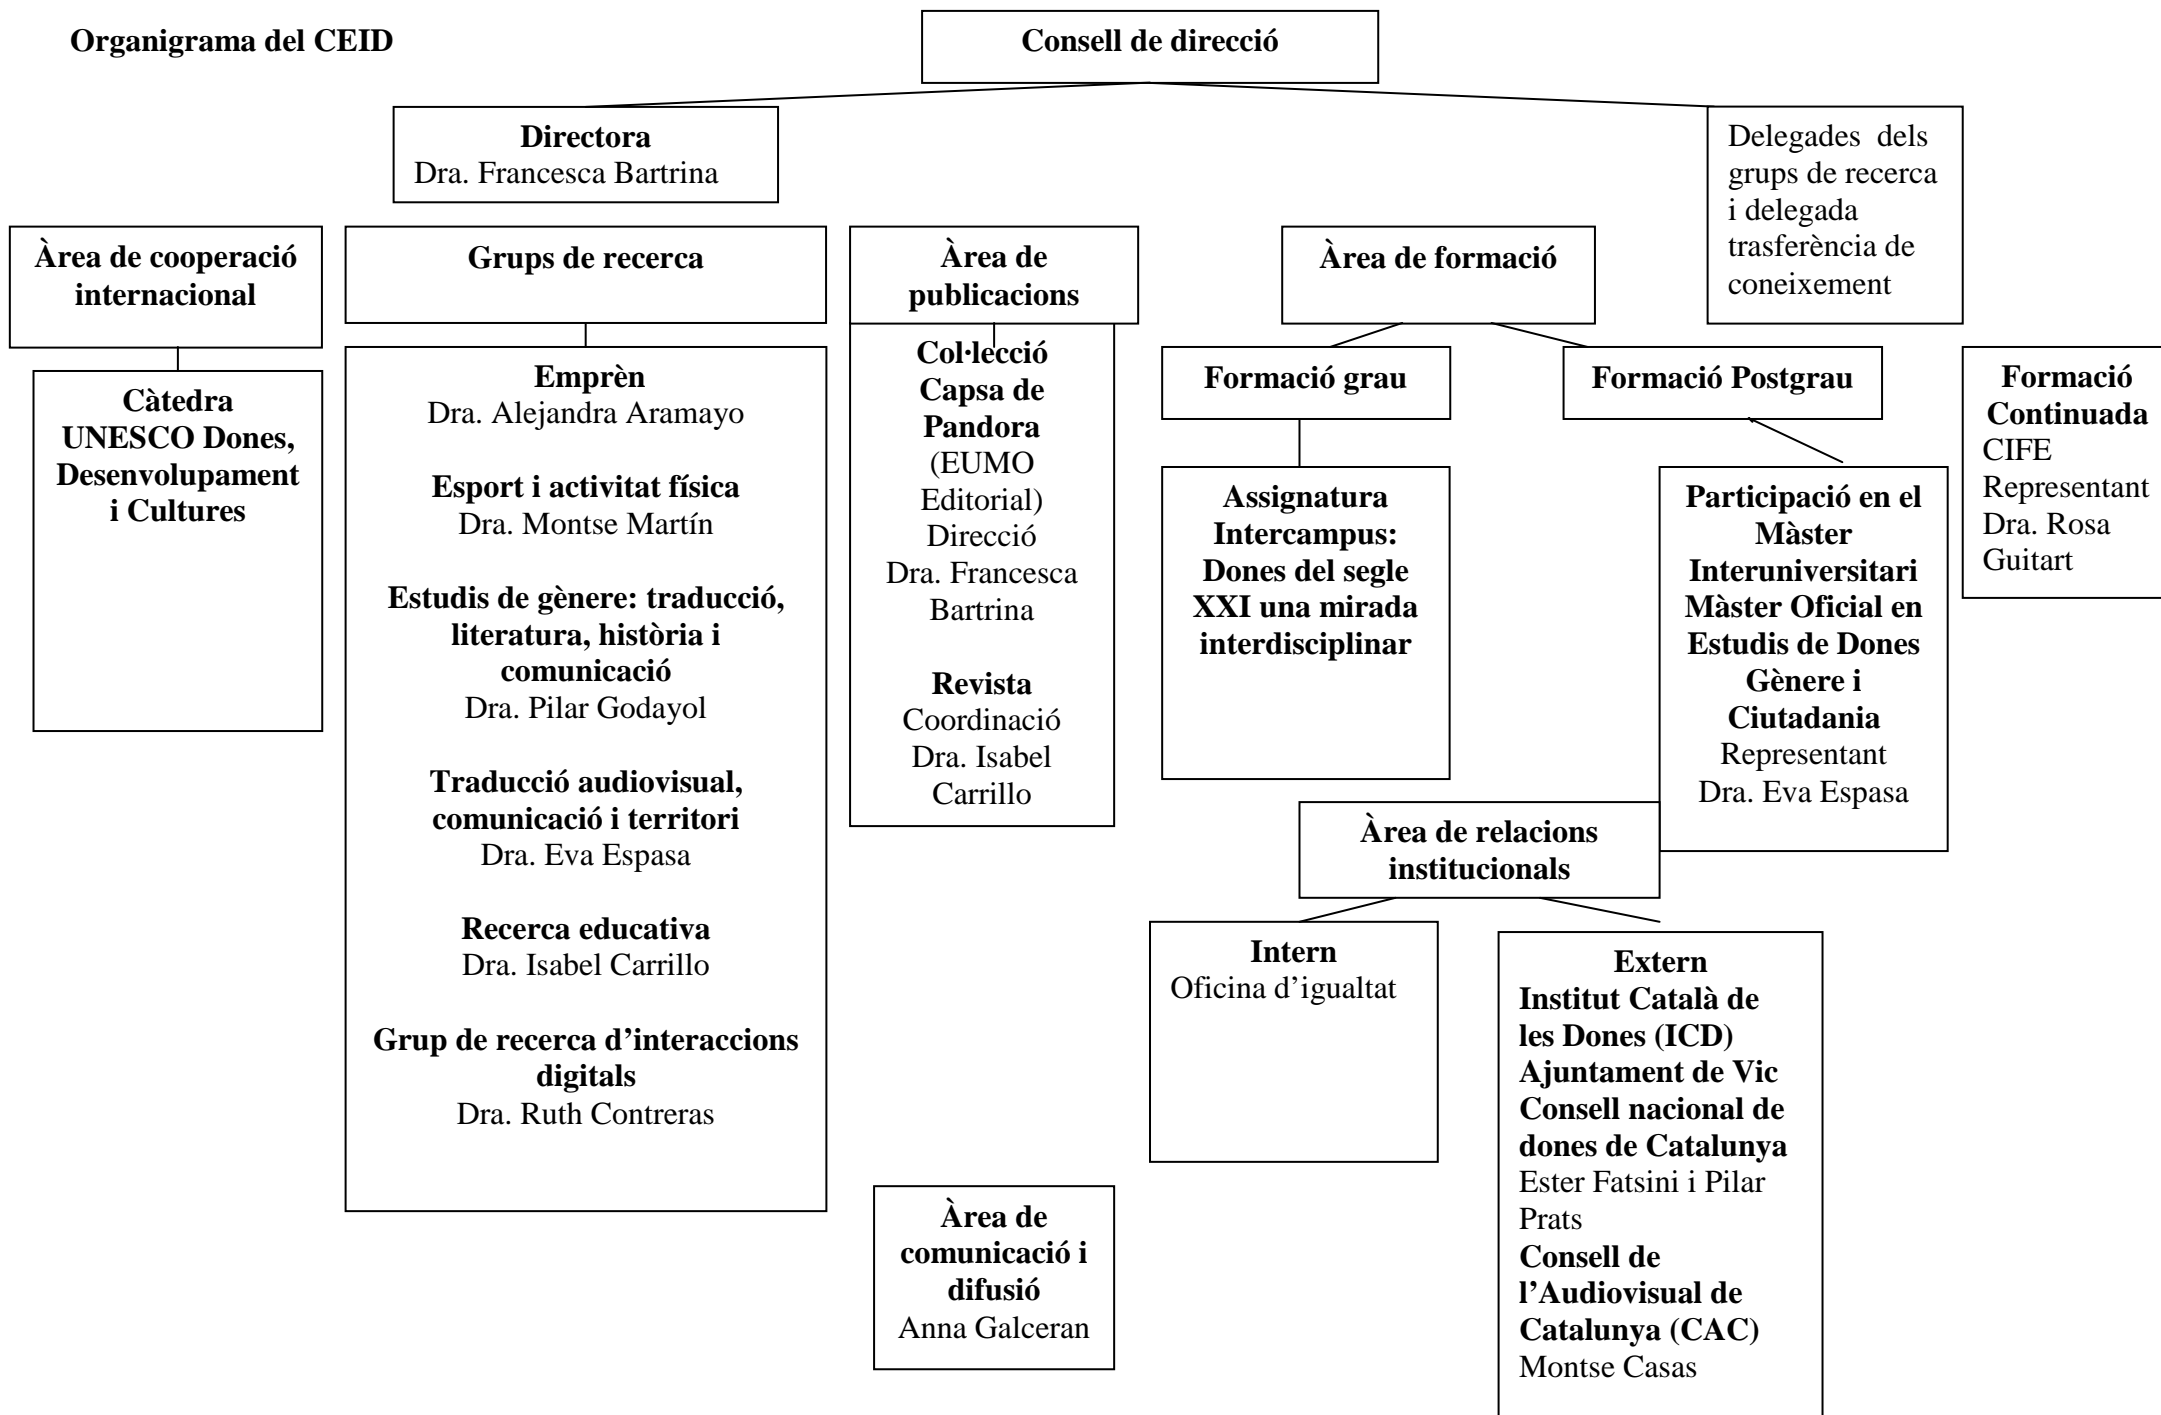 Organigrama del CEID
Consell de direcció
Directora
Dra. Francesca Bartrina
Delegades dels
grups de recerca
i delegada
trasferència de
coneixement
Àrea de cooperació
internacional
Càtedra
UNESCO Dones,
Desenvolupament
i Cultures
Grups de recerca
Emprèn
Dra. Alejandra Aramayo
Esport i activitat física
Dra. Montse Martín
Estudis de gènere: traducció,
literatura, història i
comunicació
Dra. Pilar Godayol
Traducció audiovisual,
comunicació i territori
Dra. Eva Espasa
Recerca educativa
Dra. Isabel Carrillo
Grup de recerca d’interaccions
digitals
Dra. Ruth Contreras
Àrea de
publicacions
Col·lecció
Capsa de
Pandora
(EUMO
Editorial)
Direcció
Dra. Francesca
Bartrina
Revista
Coordinació
Dra. Isabel
Carrillo
Àrea de formació
Formació grau
Assignatura
Intercampus:
Dones del segle
XXI una mirada
interdisciplinar
Formació Postgrau
Participació en el
Màster
Interuniversitari
Màster Oficial en
Estudis de Dones
Gènere i
Ciutadania
Representant
Dra. Eva Espasa
Formació
Continuada
CIFE
Representant
Dra. Rosa
Guitart
Àrea de relacions
institucionals
Intern
Oficina d’igualtat
Extern
Institut Català de
les Dones (ICD)
Ajuntament de Vic
Consell nacional de
dones de Catalunya
Ester Fatsini i Pilar
Prats
Consell de
l’Audiovisual de
Catalunya (CAC)
Montse Casas
Àrea de
comunicació i
difusió
Anna Galceran